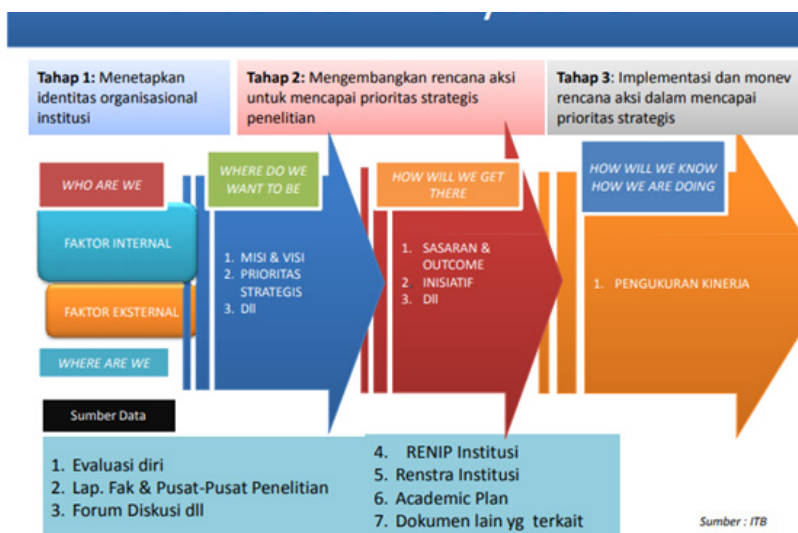 Tahap 1: Menetapkan
identitas organisasional
institusi
Tahap 2: Mengembangkan rencana aksi
untuk mencapai prioritas strategis
penelitian
Tahap 3: Implementasi dan monev
rencana aksi dalam mencapai
prioritas strategis
WHO ARE WE
FAKTOR INTERNAL
FAKTOR EKSTERNAL
WHERE ARE WE
WHERE DO WE
WANT TO BE
1. MISI & VISI
2. PRIORITAS
STRATEGIS
3. Dll
HOW WILL WE GET
THERE
1. SASARAN &
OUTCOME
2. INISIATIF
3. Dll
HOW WILL WE KNOW
HOW WE ARE DOING
1. PENGUKURAN KINERJA
Sumber Data
1. Evaluasi diri
2. Lap. Fak & Pusat-Pusat Penelitian
3. Forum Diskusi dll
4. RENIP Institusi
5. Renstra Institusi
6. Academic Plan
7. Dokumen lain yg terkait
Sumber : ITB